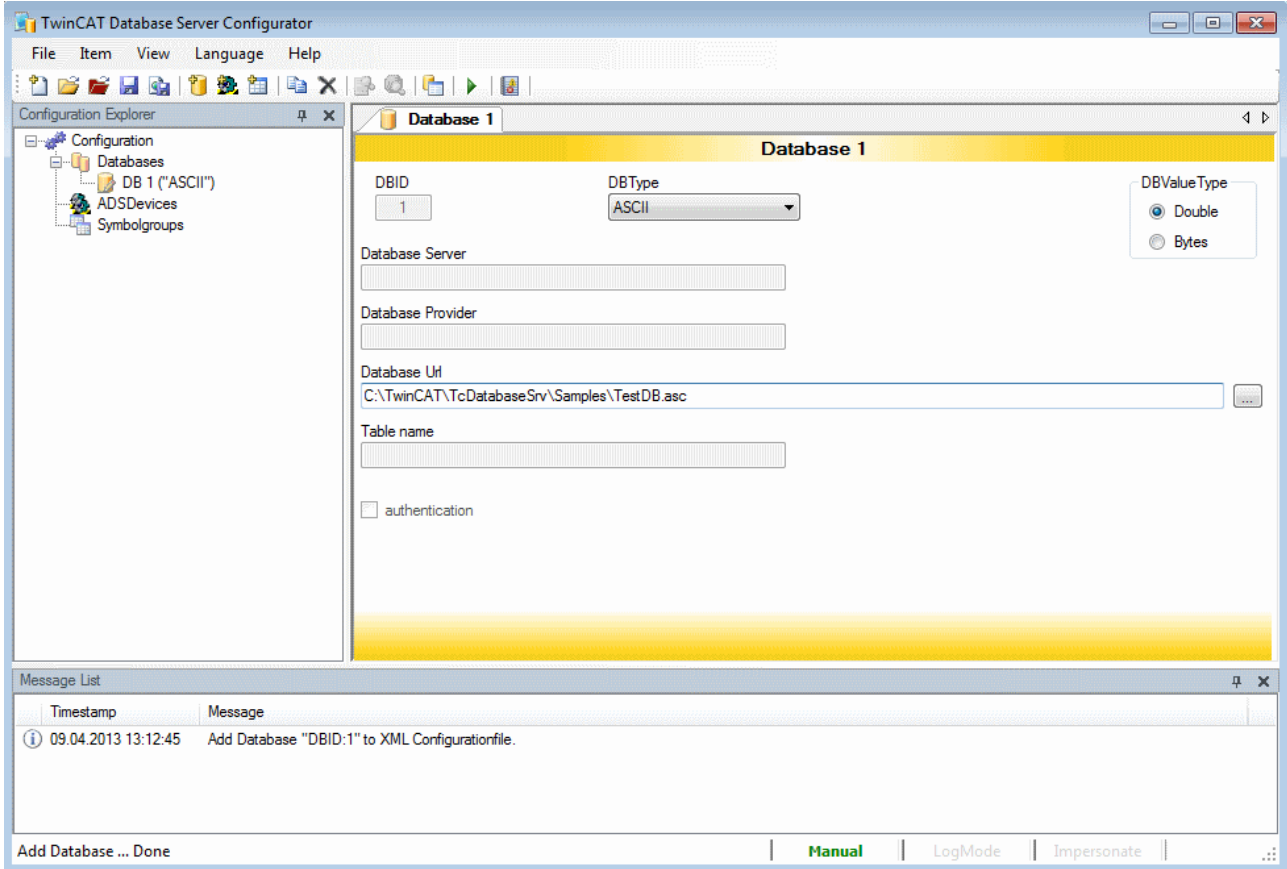 TwinCAT Database Server Configurator
File Item View Language Help
Configuration Explorer
Configuration
Databases
DB 1 ("ASCII")
ADSDevices
Symbolgroups
Database 1
Database 1
DBID
1
DBType
ASCII
DBValueType
Double
Bytes
Database Server
Database Provider
Database Url
C:\TwinCAT\TcDatabaseSrv\Samples\TestDB.asc
...
Table name
authentication
Message List
Timestamp Message
09.04.2013 13:12:45 Add Database "DBID:1" to XML Configurationfile.
Add Database ... Done Manual LogMode Impersonate